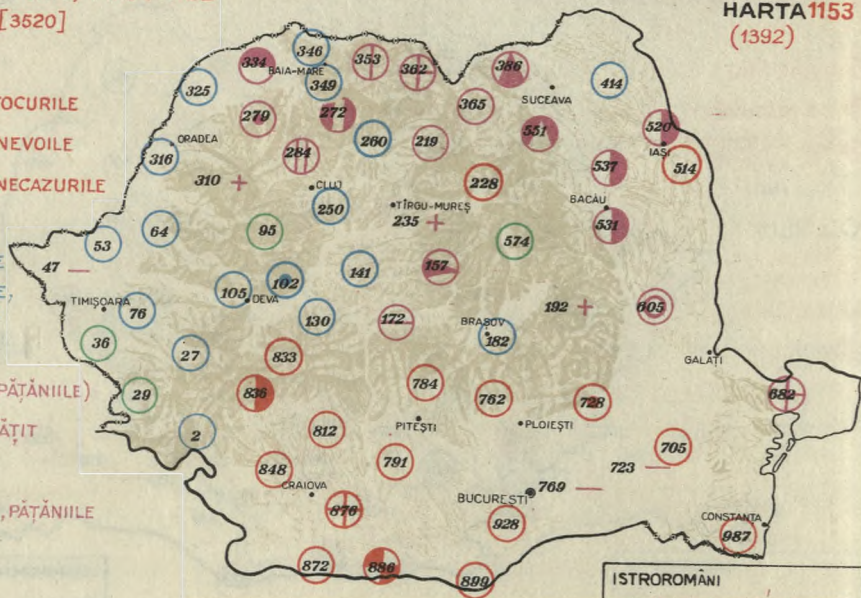 [3520]
HARTA 1153
(1392)
TOCURILE
NEVOILE
NECAZURILE
PĂȚĂNIILE)
PĂȚĂNIILE
346
353
362
334
BAIA-MARE
386
325
349
SUCEAVA
414
365
279
272
551
520
ORADEA
260
219
IAȘI
316
284
537
514
310 +
CLUJ
228
250
TÎRGU-MUREȘ
BACĂU
235 +
531
64
95
574
53
47 —
141
157
102
105
DEVA
TIMIȘOARA
76
130
192 +
605
172
BRAȘOV
182
36
27
833
GALAȚI
784
29
836
762
728
682
PITEȘTI
PLOIEȘTI
2
812
705
848
791
723 —
CRAIOVA
769 —
BUCUREȘTI
876
928
CONSTANȚA
987
872
886
899
ISTROROMÂNI